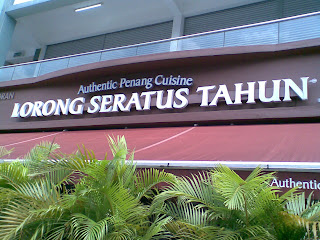 Authentic Penang Cuisine
LORONG SERATUS TAHUN
Authentic